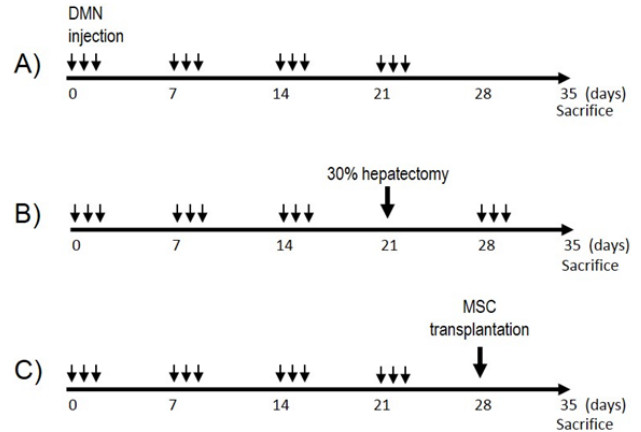 DMN
injection
A)
0 7 14 21 28 35 (days)
Sacrifice
30% hepatectomy
B)
0 7 14 21 28 35 (days)
Sacrifice
MSC
transplantation
C)
0 7 14 21 28 35 (days)
Sacrifice